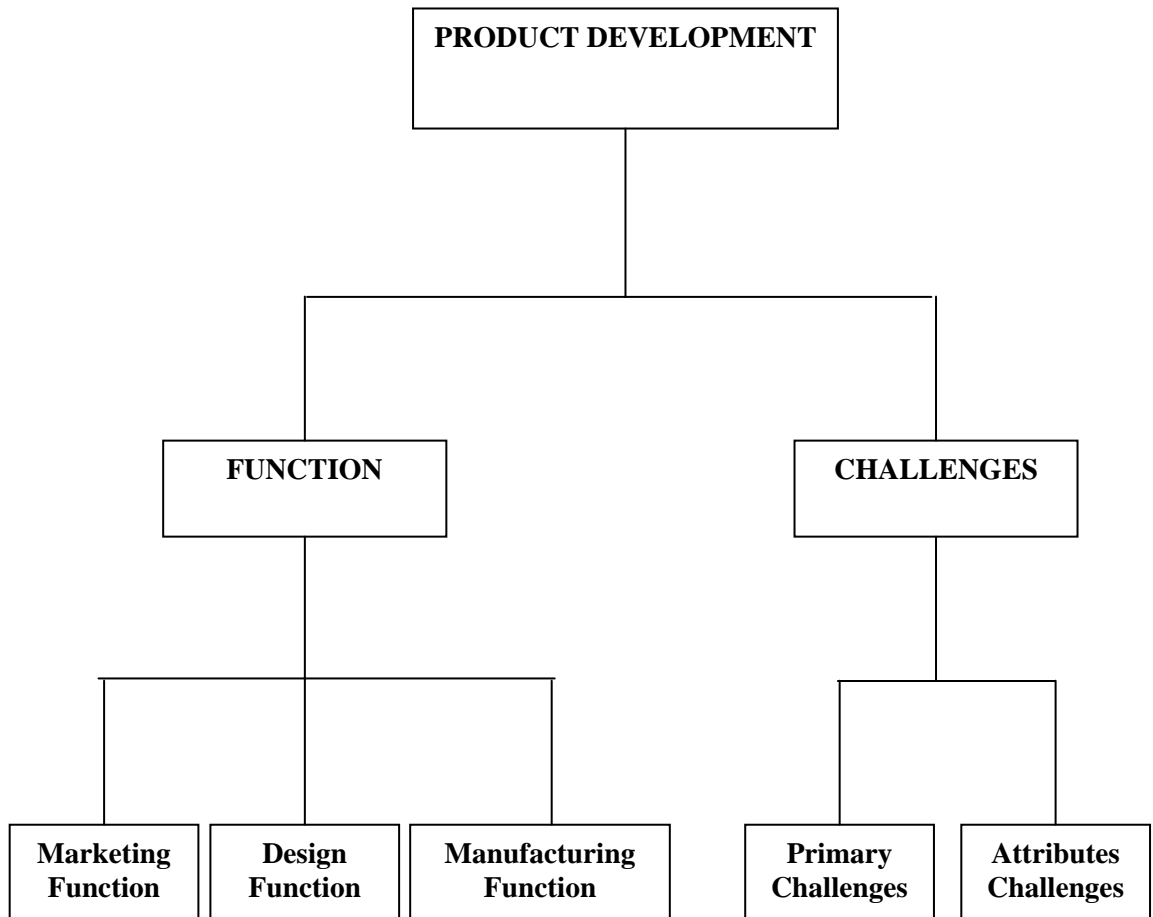 PRODUCT DEVELOPMENT
FUNCTION
CHALLENGES
Marketing
Function
Design
Function
Manufacturing
Function
Primary
Challenges
Attributes
Challenges